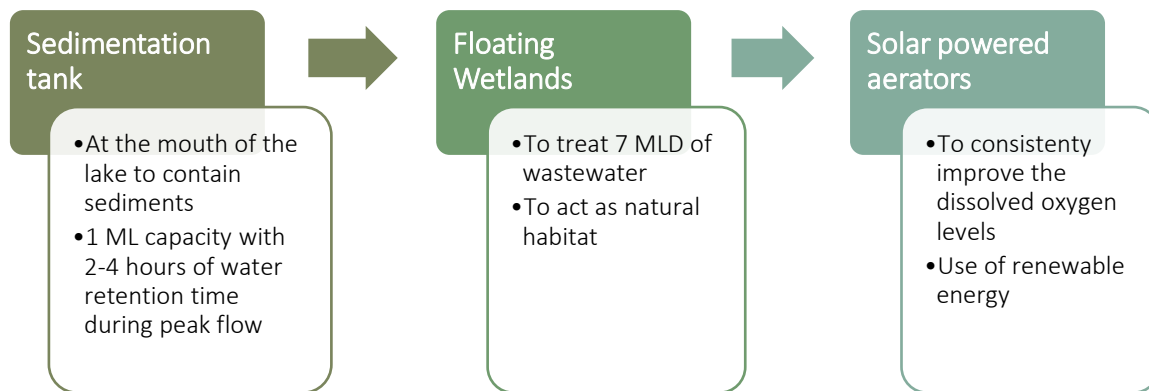 Sedimentation
tank
•At the mouth of the
lake to contain
sediments
•1 ML capacity with
2-4 hours of water
retention time
during peak flow
Floating
Wetlands
•To treat 7 MLD of
wastewater
•To act as natural
habitat
Solar powered
aerators
•To consistenty
improve the
dissolved oxygen
levels
•Use of renewable
energy